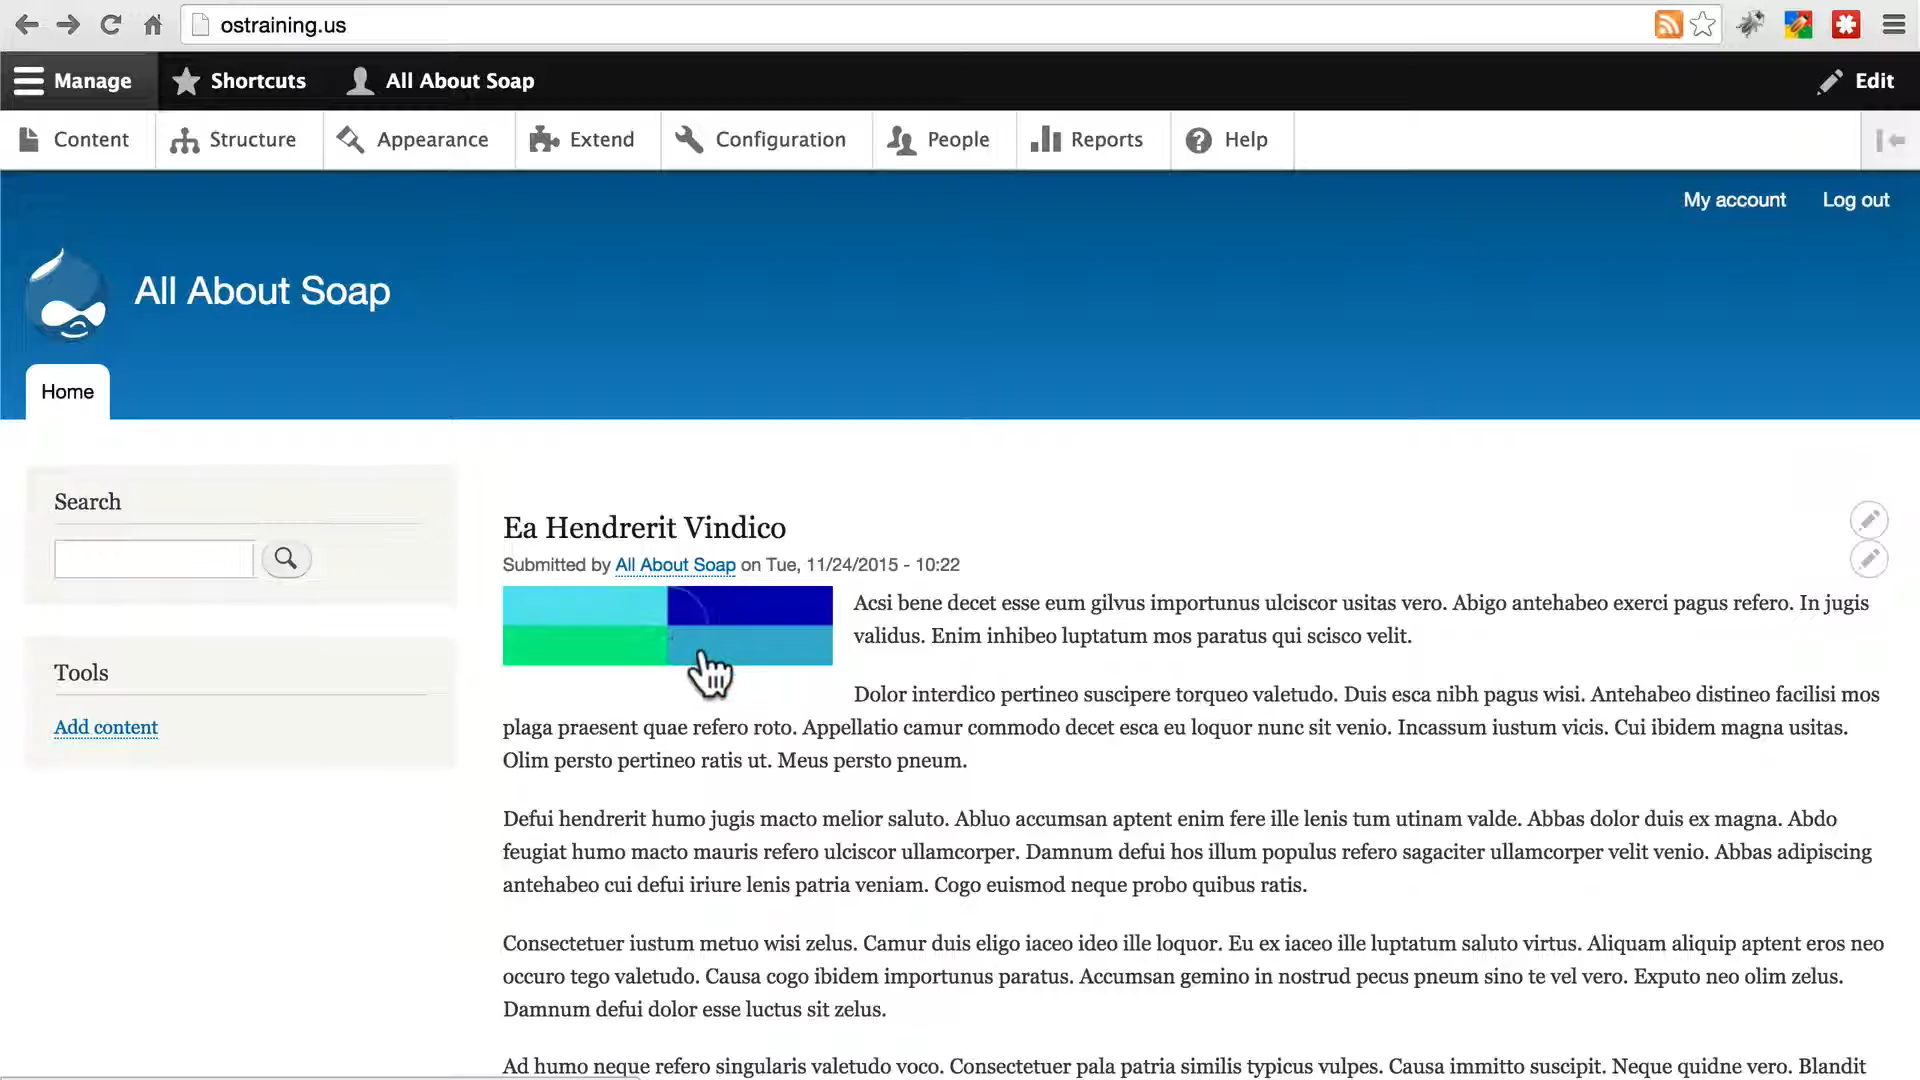 ostraining.us
Manage Shortcuts All About Soap Edit
Content Structure Appearance Extend Configuration People Reports Help
My account Log out
All About Soap
Home
Search
Tools
Add content
Ea Hendrerit Vindico
Submitted by All About Soap on Tue, 11/24/2015 - 10:22
Acsi bene decet esse eum gilvus importunus ulciscor usitas vero. Abigo antehabeo exerci pagus refero. In jugis
validus. Enim inhibeo luptatum mos paratus qui scisco velit.
Dolor interdico pertineo suscipere torqueo valetudo. Duis esca nibh pagus wisi. Antehabeo distineo facilisi mos
plaga praesent quae refero roto. Appellatio camur commodo decet esca eu loquor nunc sit venio. Incassum iustum vicis. Cui ibidem magna usitas.
Olim persto pertineo ratis ut. Meus persto pneum.
Defui hendrerit humo jugis macto melior saluto. Abluo accumsan aptent enim fere ille lenis tum utinam valde. Abbas dolor duis ex magna. Abdo
feugiat humo macto mauris refero ulciscor ullamcorper. Damnum defui hos illum populus refero sagaciter ullamcorper velit venio. Abbas adipiscing
antehabeo cui defui iriure lenis patria veniam. Cogo euismod neque probo quibus ratis.
Consectetuer iustum metuo wisi zelus. Camur duis eligo iaceo ideo ille loquor. Eu ex iaceo ille luptatum saluto virtus. Aliquam aliquip aptent eros neo
occuro tego valetudo. Causa cogo ibidem importunus paratus. Accumsan gemino in nostrud pecus pneum sino te vel vero. Exputo neo olim zelus.
Damnum defui dolor esse luctus sit zelus.
Ad humo neque refero singularis valetudo voco. Consectetuer pala patria similis typicus vulpes. Causa immitto suscipit. Neque quidne vero. Blandit